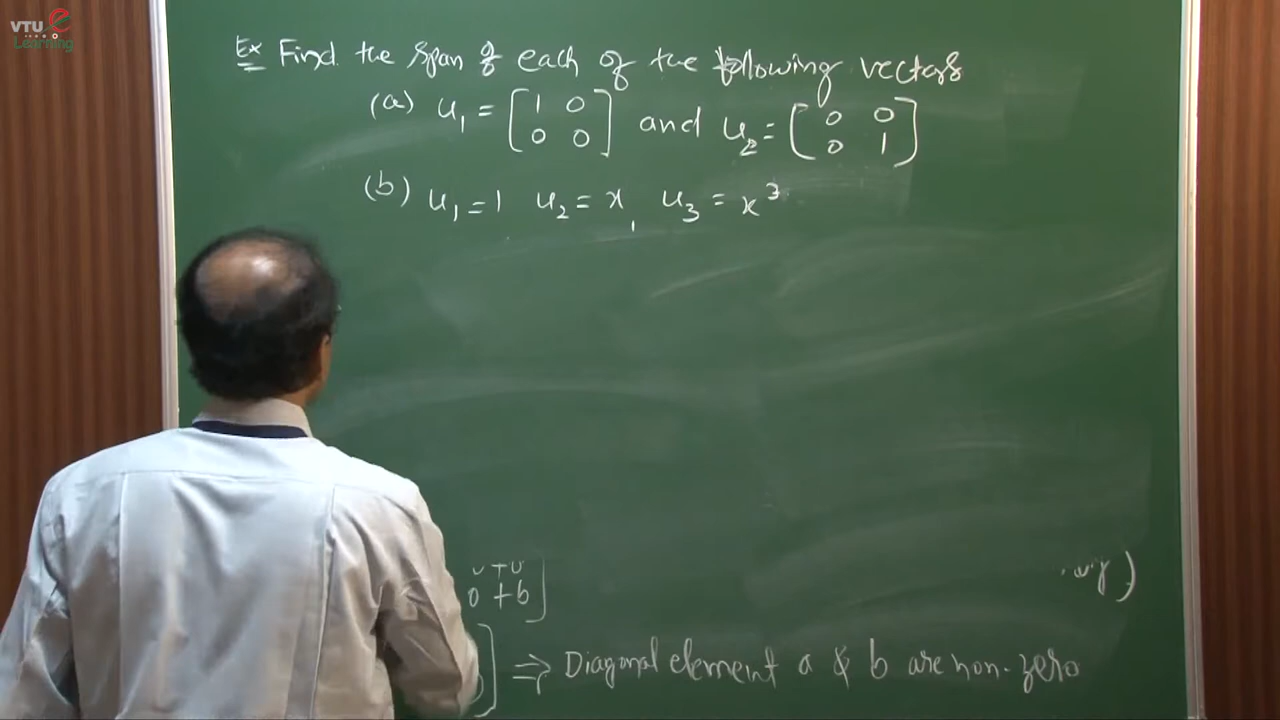 VTU e
Learning
Ex Find the span of each of the following vectors
(a) u₁ = [1 0 / 0 0] and u₂ = [0 0 / 0 1]
(b) u₁ = 1 u₂ = x, u₃ = x³
0 + b]
] ⇒ Diagonal element a & b are non-zero